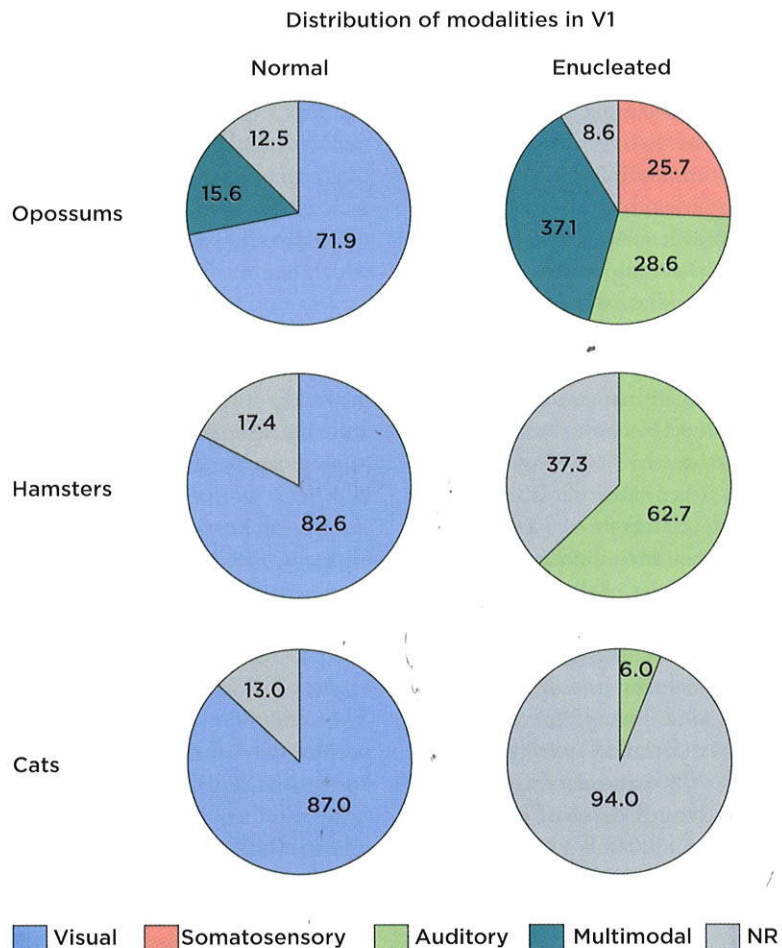 Distribution of modalities in V1
Normal Enucleated
Opossums
12.5
15.6
71.9
8.6
25.7
37.1
28.6
Hamsters
17.4
82.6
37.3
62.7
Cats
13.0
87.0
6.0
94.0
Visual Somatosensory Auditory Multimodal NR